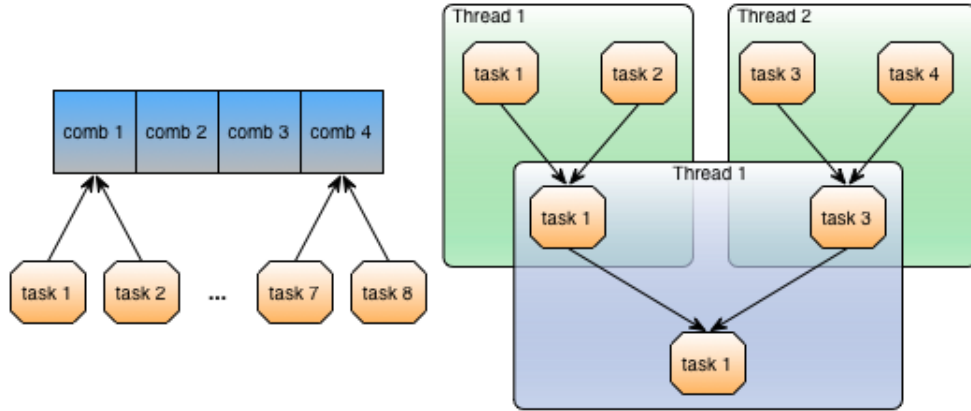 Thread 1
Thread 2
task 1
task 2
task 3
task 4
comb 1
comb 2
comb 3
comb 4
Thread 1
task 1
task 3
task 1
task 2
...
task 7
task 8
task 1